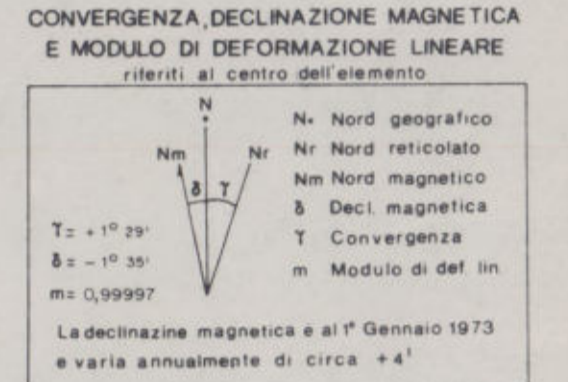 CONVERGENZA, DECLINAZIONE MAGNETICA
E MODULO DI DEFORMAZIONE LINEARE
riferiti al centro dell'elemento
N
Nm
Nr
δ γ
γ = + 1° 29'
δ = - 1° 35'
m = 0,99997
N• Nord geografico
Nr Nord reticolato
Nm Nord magnetico
δ Decl. magnetica
γ Convergenza
m Modulo di def. lin.
La declinazine magnetica è al 1° Gennaio 1973
e varia annualmente di circa +4'